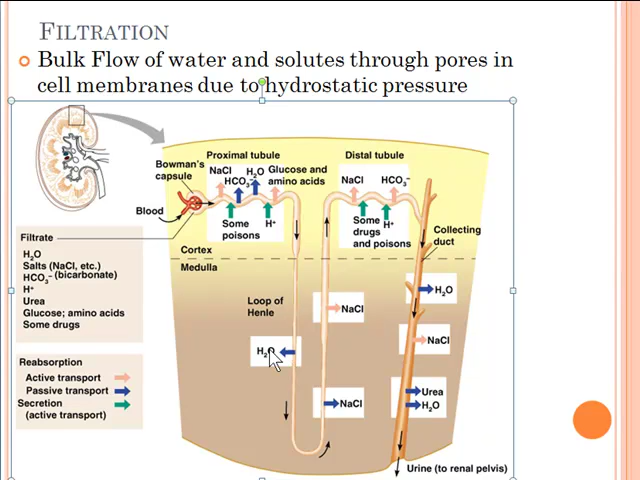 FILTRATION
Bulk Flow of water and solutes through pores in
cell membranes due to hydrostatic pressure
Proximal tubule
Distal tubule
Bowman's
capsule
NaCl
HCO₃⁻
H₂O
Glucose and
amino acids
NaCl
HCO₃⁻
Blood
Some
poisons
H⁺
Some
drugs
and poisons
H⁺
Collecting
duct
Filtrate
H₂O
Salts (NaCl, etc.)
HCO₃⁻ (bicarbonate)
H⁺
Urea
Glucose; amino acids
Some drugs
Cortex
Medulla
Loop of
Henle
H₂O
NaCl
H₂O
NaCl
NaCl
Urea
H₂O
Reabsorption
Active transport
Passive transport
Secretion
(active transport)
Urine (to renal pelvis)